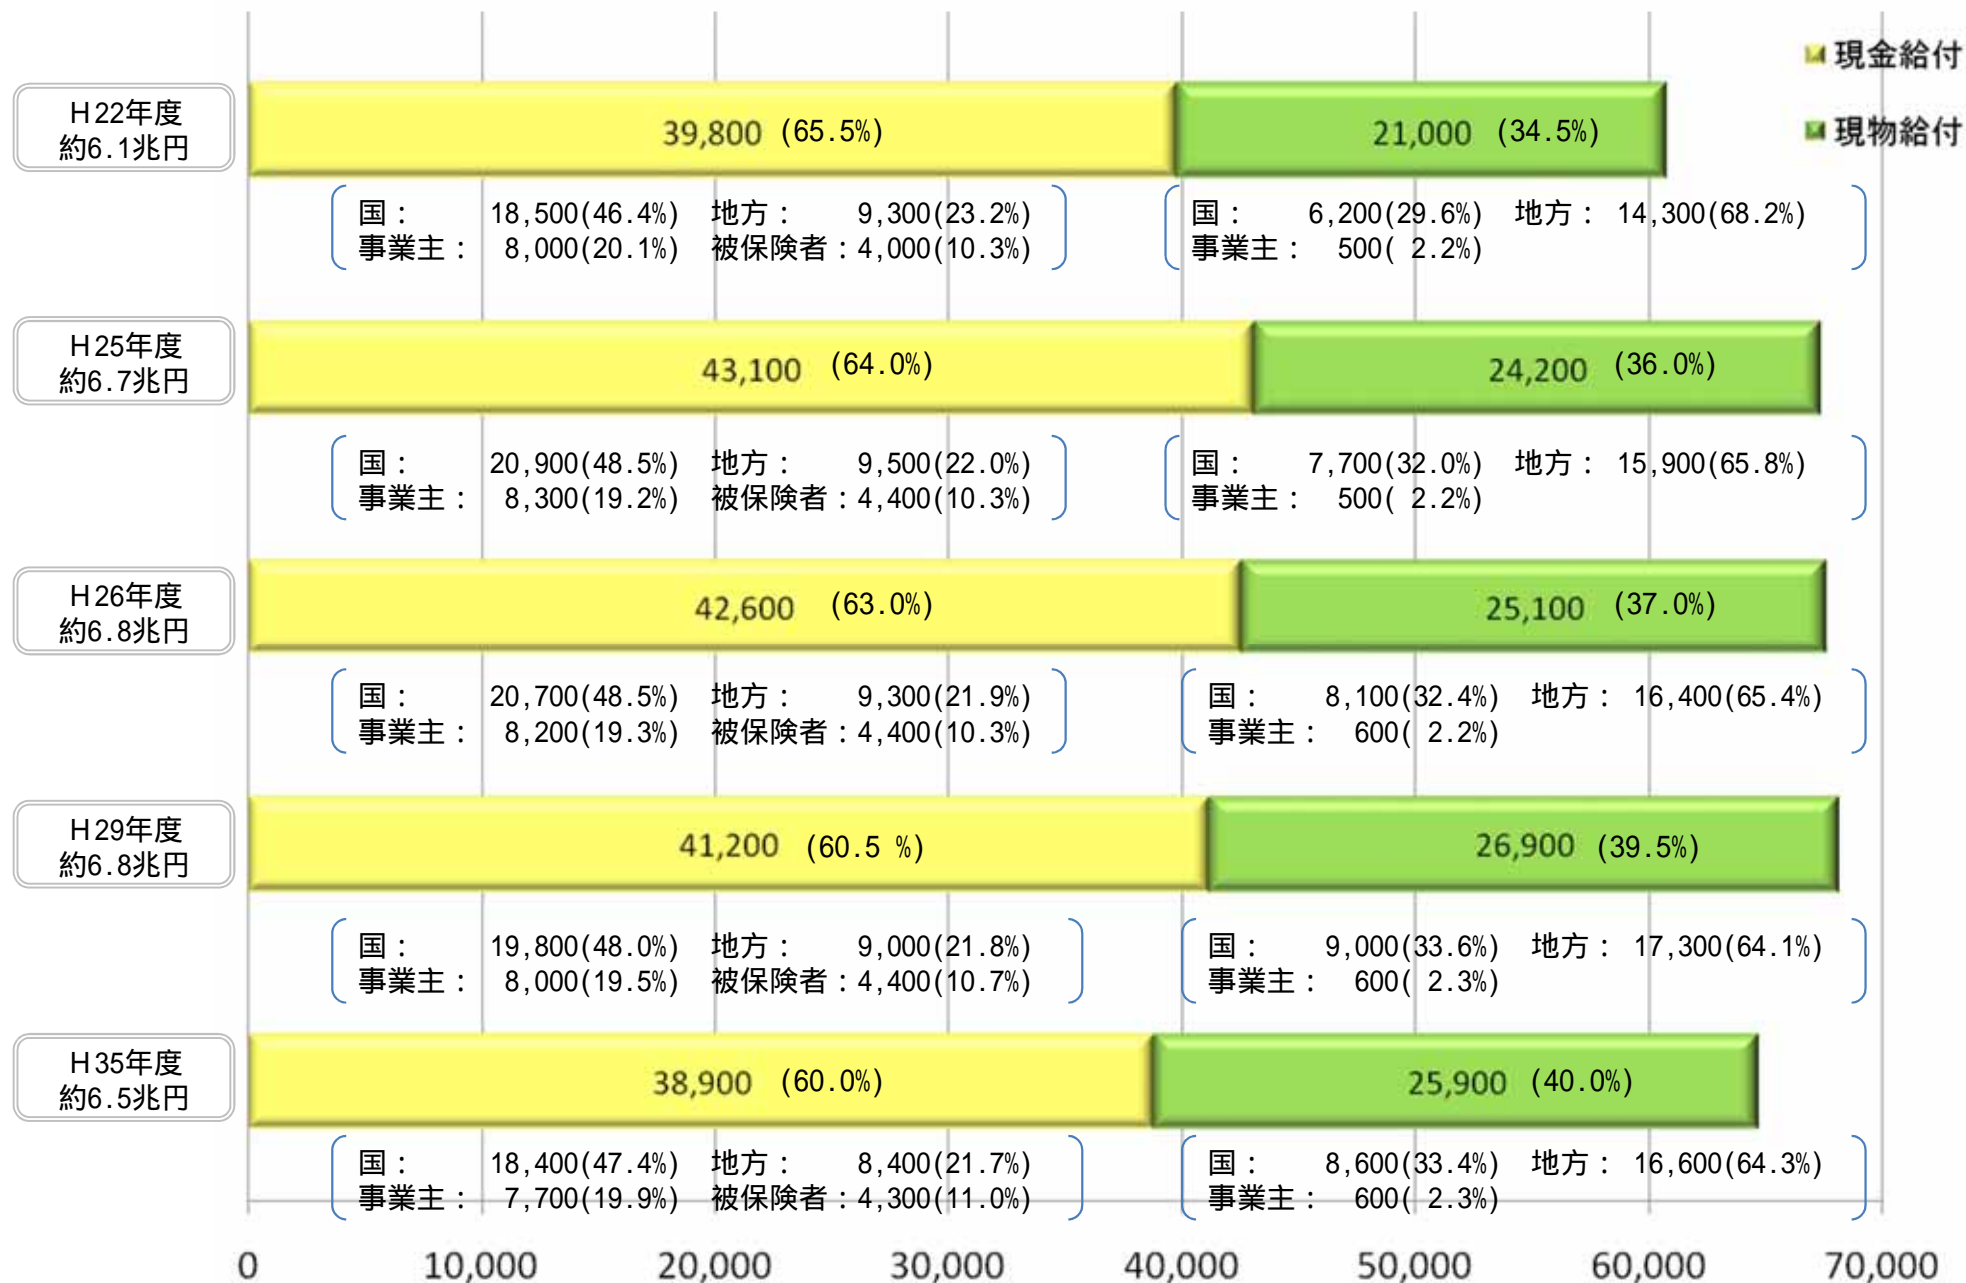 現金給付
現物給付
H22年度
約6.1兆円
39,800 (65.5%) 21,000 (34.5%)
国： 18,500(46.4%) 地方： 9,300(23.2%) 国： 6,200(29.6%) 地方： 14,300(68.2%)
事業主： 8,000(20.1%) 被保険者：4,000(10.3%) 事業主： 500( 2.2%)
H25年度
約6.7兆円
43,100 (64.0%) 24,200 (36.0%)
国： 20,900(48.5%) 地方： 9,500(22.0%) 国： 7,700(32.0%) 地方： 15,900(65.8%)
事業主： 8,300(19.2%) 被保険者：4,400(10.3%) 事業主： 500( 2.2%)
H26年度
約6.8兆円
42,600 (63.0%) 25,100 (37.0%)
国： 20,700(48.5%) 地方： 9,300(21.9%) 国： 8,100(32.4%) 地方： 16,400(65.4%)
事業主： 8,200(19.3%) 被保険者：4,400(10.3%) 事業主： 600( 2.2%)
H29年度
約6.8兆円
41,200 (60.5 %) 26,900 (39.5%)
国： 19,800(48.0%) 地方： 9,000(21.8%) 国： 9,000(33.6%) 地方： 17,300(64.1%)
事業主： 8,000(19.5%) 被保険者：4,400(10.7%) 事業主： 600( 2.3%)
H35年度
約6.5兆円
38,900 (60.0%) 25,900 (40.0%)
国： 18,400(47.4%) 地方： 8,400(21.7%) 国： 8,600(33.4%) 地方： 16,600(64.3%)
事業主： 7,700(19.9%) 被保険者：4,300(11.0%) 事業主： 600( 2.3%)
0 10,000 20,000 30,000 40,000 50,000 60,000 70,000